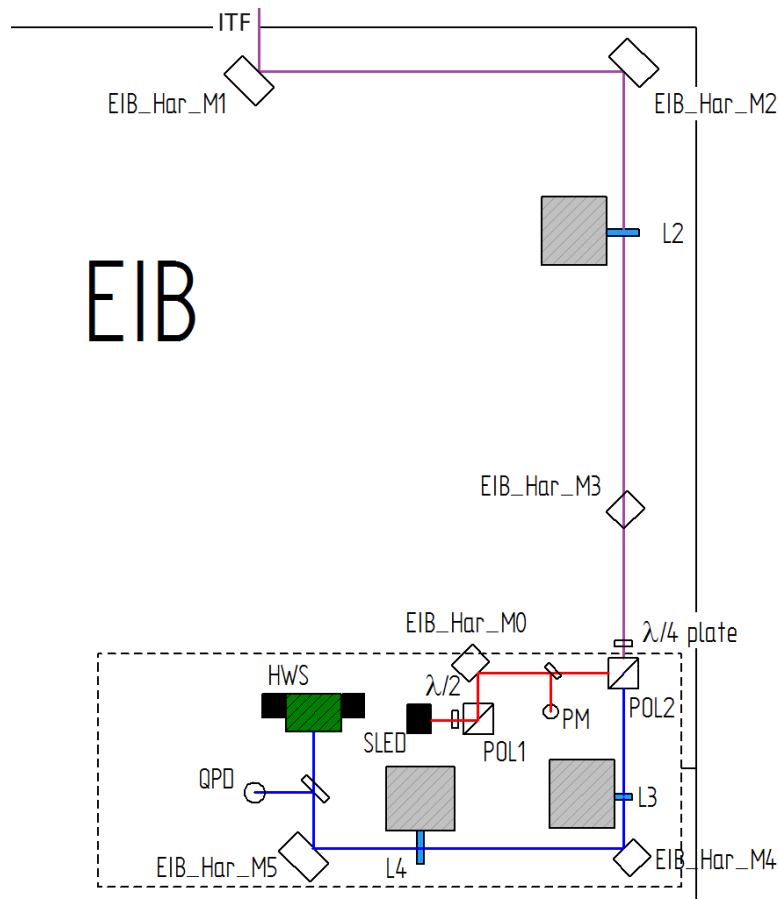 ITF
EIB_Har_M1
EIB_Har_M2
L2
EIB
EIB_Har_M3
EIB_Har_M0
λ/4 plate
HWS
λ/2
SLED
POL1
PM
POL2
QPD
L3
EIB_Har_M5
L4
EIB_Har_M4